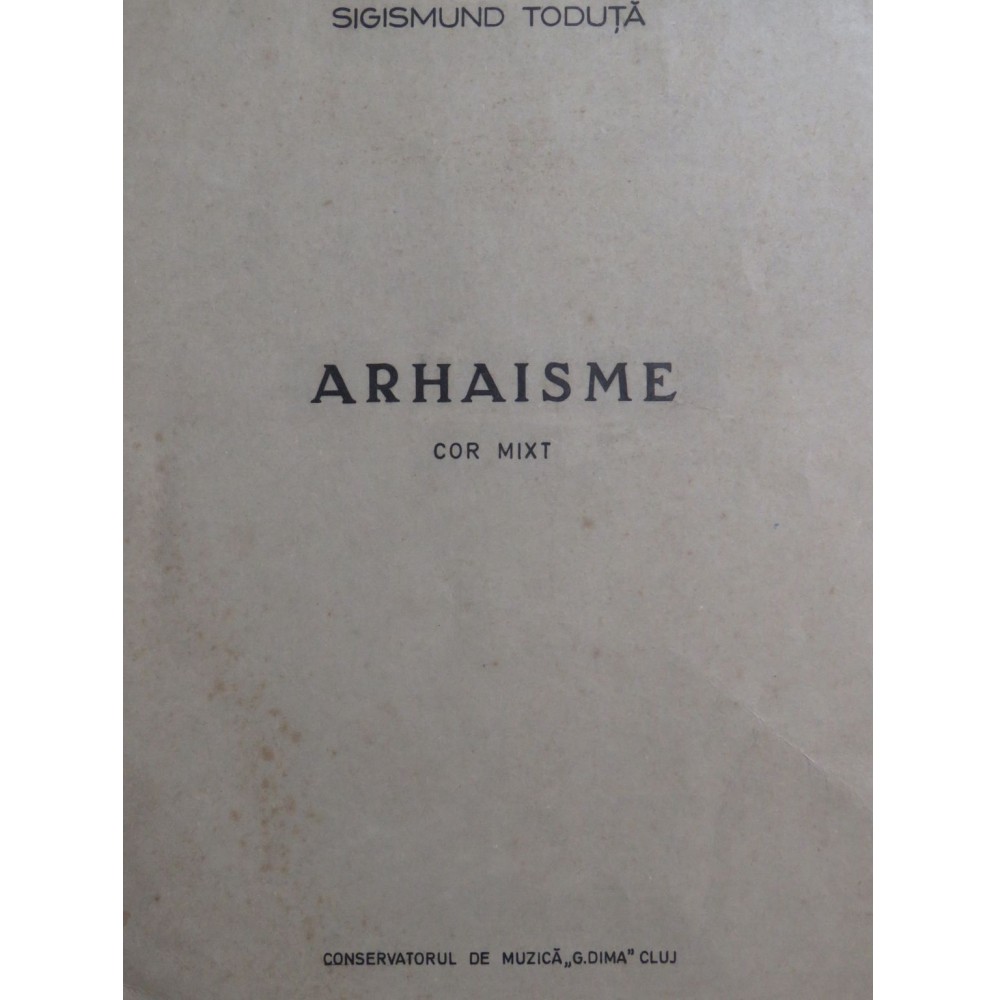 SIGISMUND TODUȚĂ
ARHAISME
COR MIXT
CONSERVATORUL DE MUZICĂ „G.DIMA” CLUJ